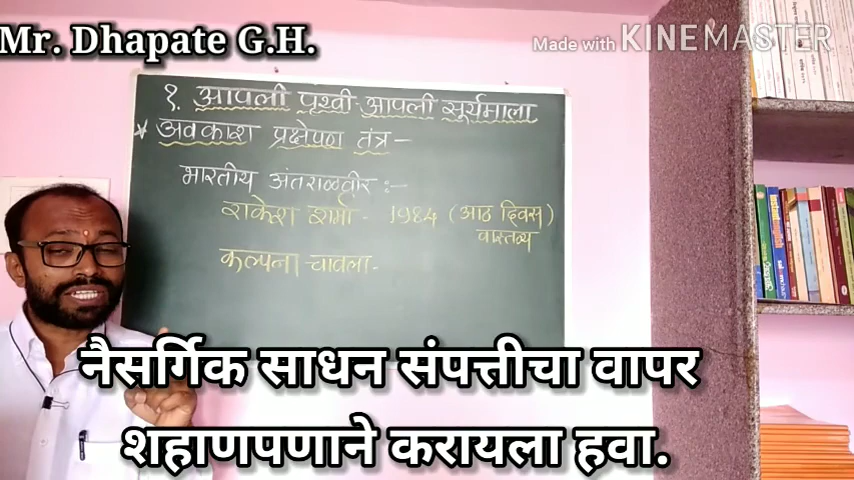 Mr. Dhapate G.H.
Made with KINEMASTER
१. आपली पृथ्वी-आपली सूर्यमाला
* अवकाश प्रक्षेपण तंत्र -
भारतीय अंतराळवीर :-
राकेश शर्मा - 1984 (आठ दिवस)
वास्तव्य
कल्पना चावला -
नैसर्गिक साधन संपत्तीचा वापर
शहाणपणाने करायला हवा.